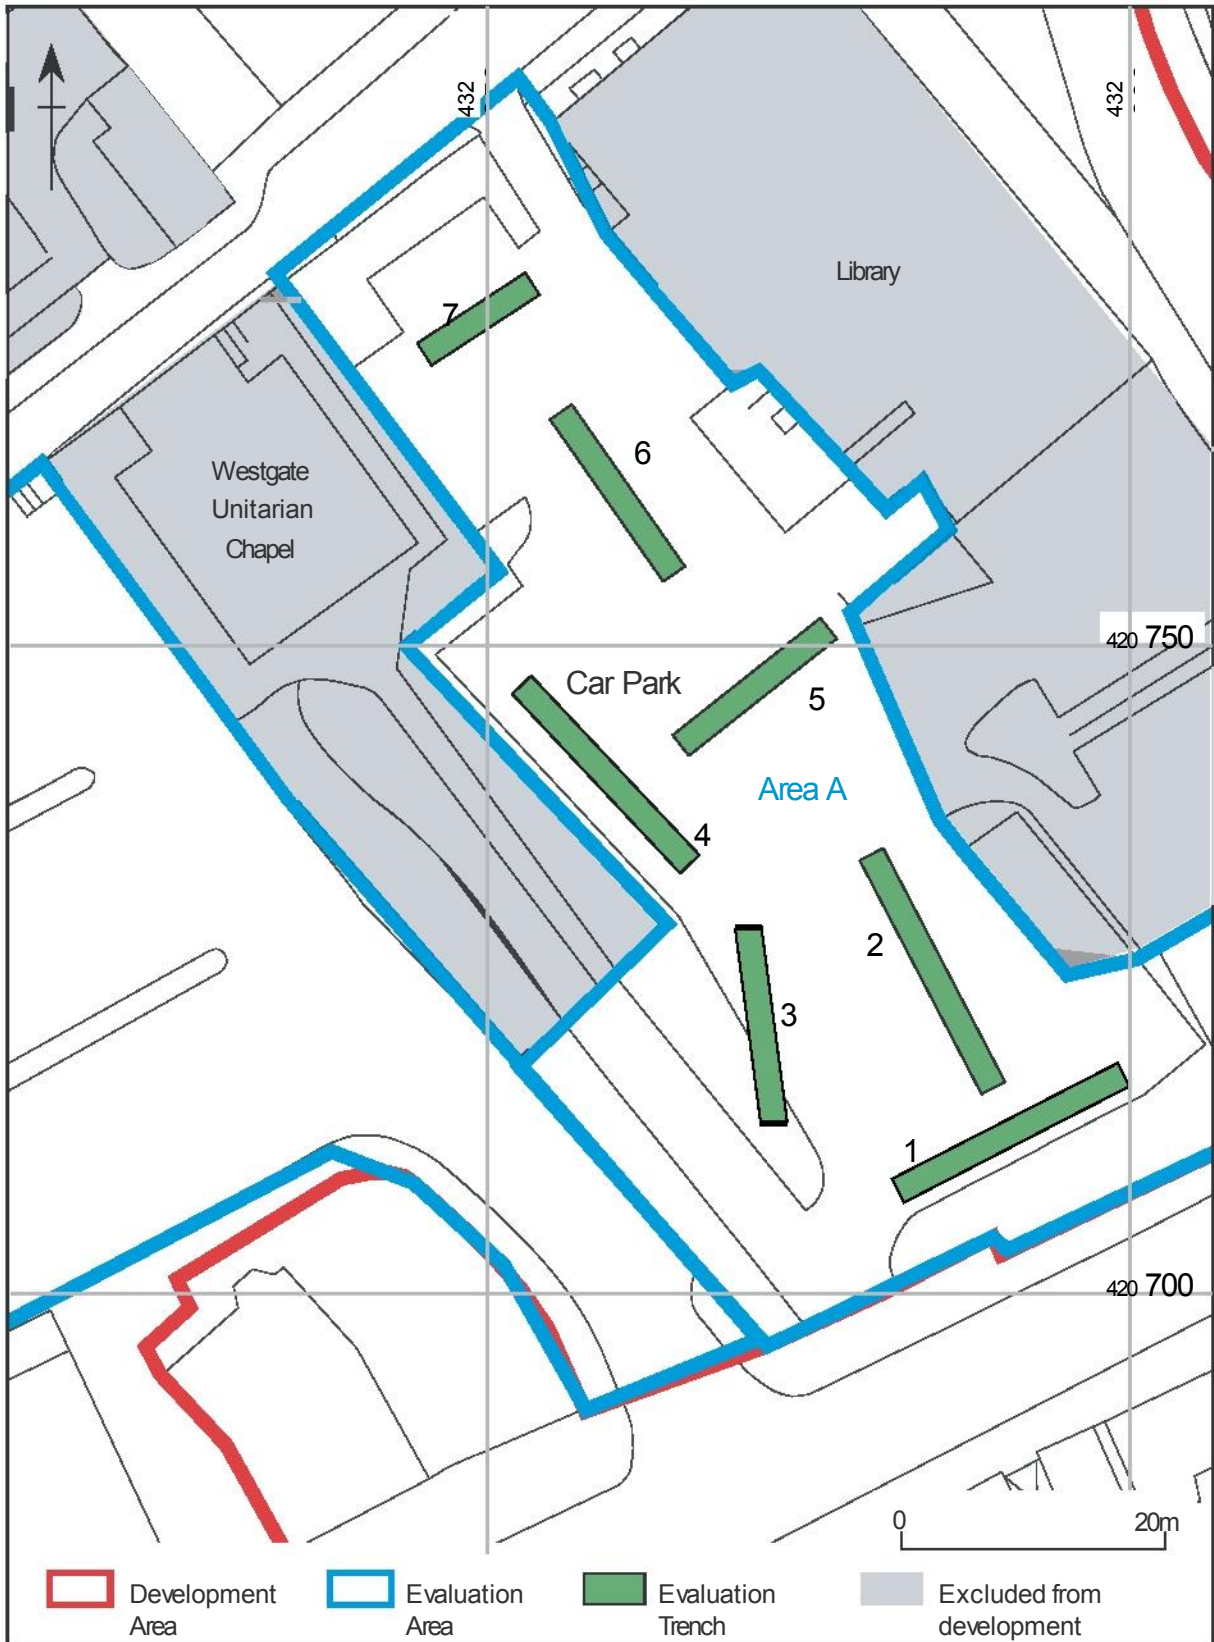 432
432
Library
7
6
Westgate
Unitarian
Chapel
420 750
Car Park
5
Area A
4
2
3
1
420 700
0 20m
Development
Area
Evaluation
Area
Evaluation
Trench
Excluded from
development